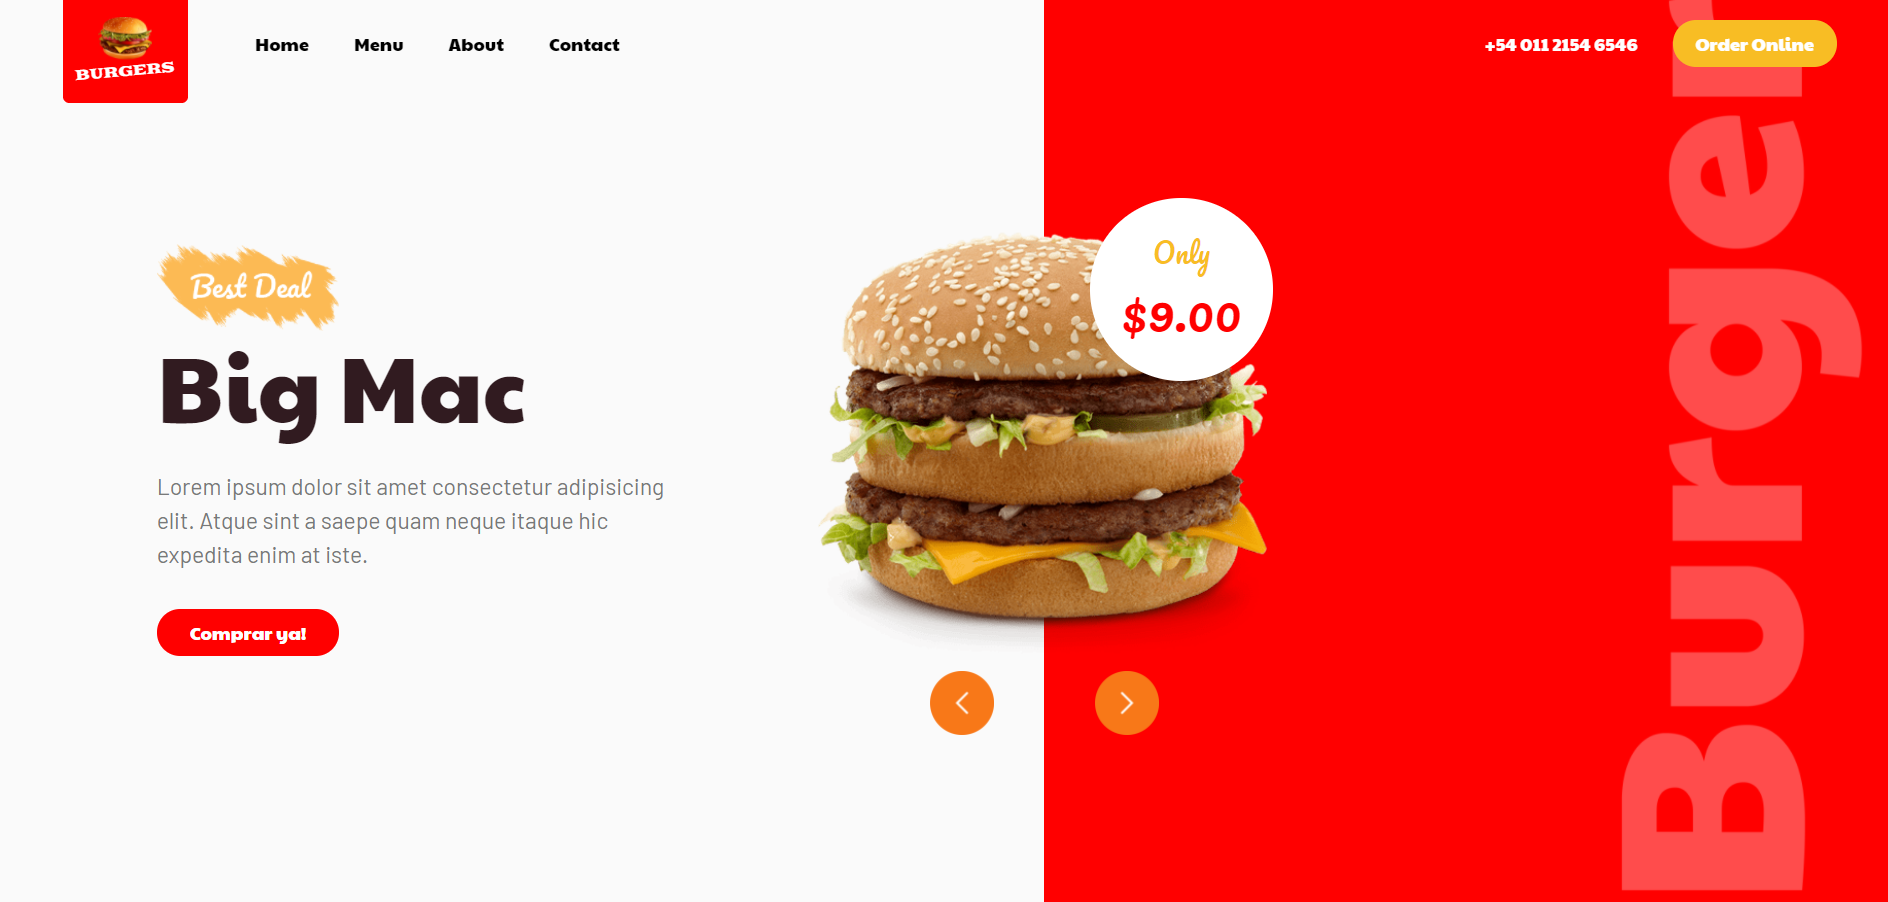 BURGERS
Home
Menu
About
Contact
+54 011 2154 6546
Order Online
Best Deal
Big Mac
Lorem ipsum dolor sit amet consectetur adipisicing
elit. Atque sint a saepe quam neque itaque hic
expedita enim at iste.
Comprar ya!
Only
$9.00
Burger